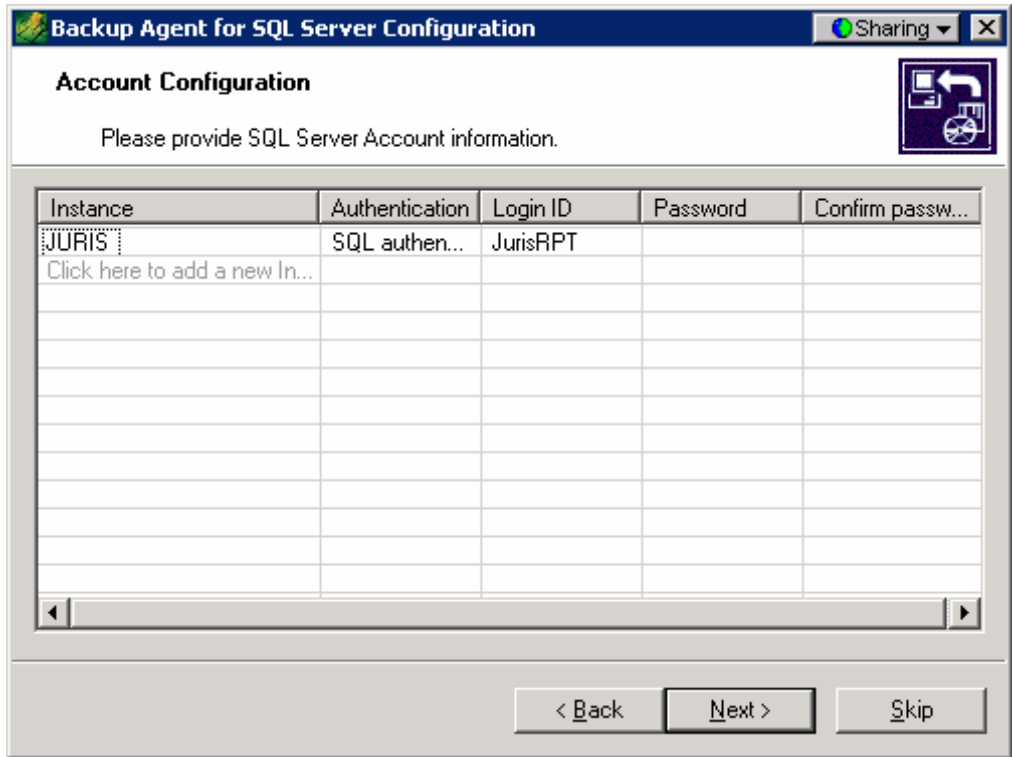 Backup Agent for SQL Server Configuration Sharing
Account Configuration
Please provide SQL Server Account information.
Instance Authentication Login ID Password Confirm passw...
JURIS SQL authen... JurisRPT
Click here to add a new In...
< Back Next > Skip